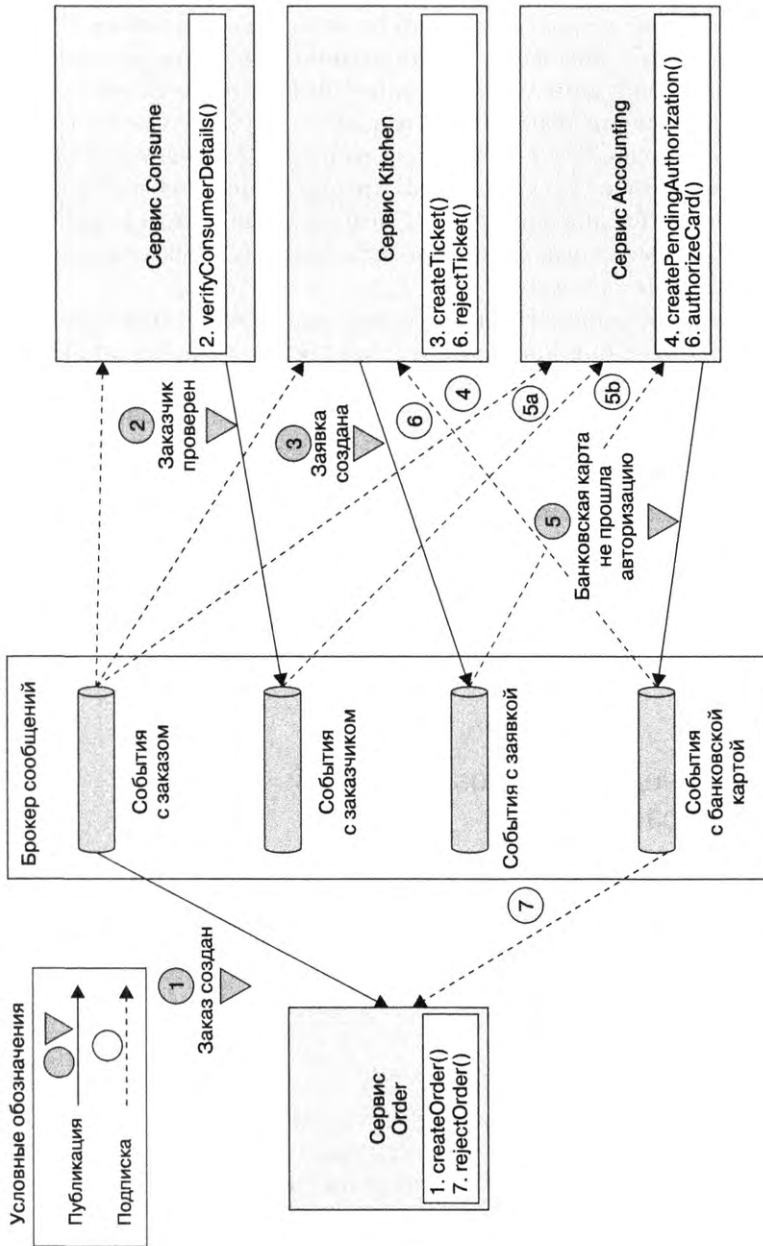 Условные обозначения
Публикация
Подписка
Сервис
Order
1. createOrder()
7. rejectOrder()
1
Заказ создан
7
Брокер сообщений
События
с заказом
События
с заказчиком
События с заявкой
События
с банковской
картой
2
Заказчик
проверен
3
Заявка
создана
6
4
5a
5b
5
Банковская карта
не прошла
авторизацию
Сервис Consume
2. verifyConsumerDetails()
Сервис Kitchen
3. createTicket()
6. rejectTicket()
Сервис Accounting
4. createPendingAuthorization()
6. authorizeCard()